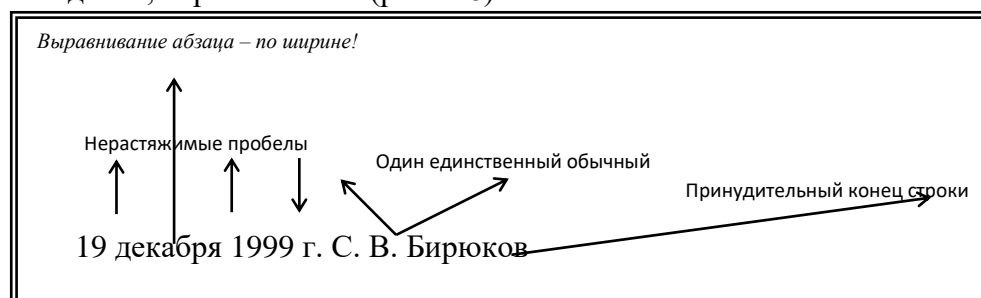 Выравнивание абзаца – по ширине!
Нерастяжимые пробелы
Один единственный обычный
Принудительный конец строки
19 декабря 1999 г. С. В. Бирюков